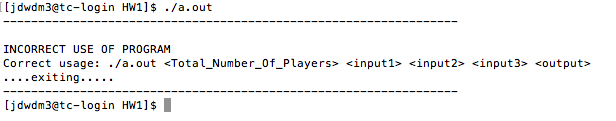 [jdwdm3@tc-login HW1]$ ./a.out
------------------------------------------------------------
INCORRECT USE OF PROGRAM
Correct usage: ./a.out <Total_Number_Of_Players> <input1> <input2> <input3> <output>
....exiting.....
------------------------------------------------------------
[jdwdm3@tc-login HW1]$